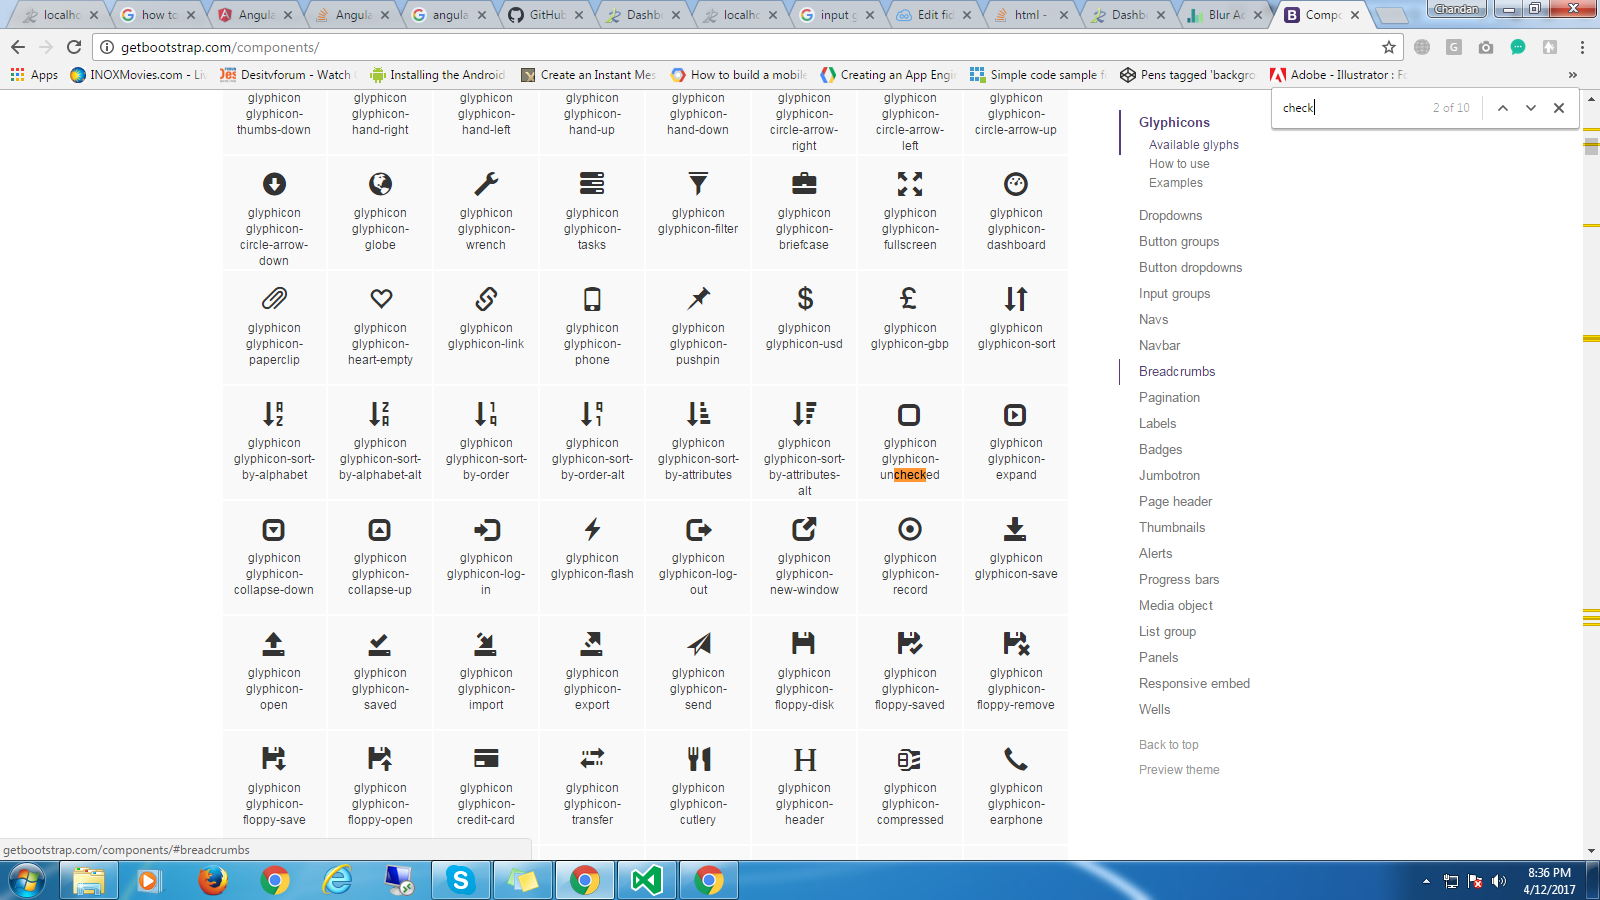 localho
how to
Angula
Angula
angula
GitHub
Dashbo
localho
input g
Edit fid
html -
Dashbo
Blur Ac
Compo
Chandan
getbootstrap.com/components/
Apps
INOXMovies.com - Liv
Desitvforum - Watch
Installing the Android
Create an Instant Mes
How to build a mobile
Creating an App Engi
Simple code sample f
Pens tagged 'backgro
Adobe - Illustrator : Fo
»
check
2 of 10
glyphicon
glyphicon-
thumbs-down
glyphicon
glyphicon-
hand-right
glyphicon
glyphicon-
hand-left
glyphicon
glyphicon-
hand-up
glyphicon
glyphicon-
hand-down
glyphicon
glyphicon-
circle-arrow-
right
glyphicon
glyphicon-
circle-arrow-
left
glyphicon
glyphicon-
circle-arrow-up
glyphicon
glyphicon-
circle-arrow-
down
glyphicon
glyphicon-
globe
glyphicon
glyphicon-
wrench
glyphicon
glyphicon-
tasks
glyphicon
glyphicon-filter
glyphicon
glyphicon-
briefcase
glyphicon
glyphicon-
fullscreen
glyphicon
glyphicon-
dashboard
glyphicon
glyphicon-
paperclip
glyphicon
glyphicon-
heart-empty
glyphicon
glyphicon-link
glyphicon
glyphicon-
phone
glyphicon
glyphicon-
pushpin
glyphicon
glyphicon-usd
glyphicon
glyphicon-gbp
glyphicon
glyphicon-sort
glyphicon
glyphicon-sort-
by-alphabet
glyphicon
glyphicon-sort-
by-alphabet-alt
glyphicon
glyphicon-sort-
by-order
glyphicon
glyphicon-sort-
by-order-alt
glyphicon
glyphicon-sort-
by-attributes
glyphicon
glyphicon-sort-
by-attributes-
alt
glyphicon
glyphicon-
unchecked
glyphicon
glyphicon-
expand
glyphicon
glyphicon-
collapse-down
glyphicon
glyphicon-
collapse-up
glyphicon
glyphicon-log-
in
glyphicon
glyphicon-flash
glyphicon
glyphicon-log-
out
glyphicon
glyphicon-
new-window
glyphicon
glyphicon-
record
glyphicon
glyphicon-save
glyphicon
glyphicon-
open
glyphicon
glyphicon-
saved
glyphicon
glyphicon-
import
glyphicon
glyphicon-
export
glyphicon
glyphicon-
send
glyphicon
glyphicon-
floppy-disk
glyphicon
glyphicon-
floppy-saved
glyphicon
glyphicon-
floppy-remove
glyphicon
glyphicon-
floppy-save
glyphicon
glyphicon-
floppy-open
glyphicon
glyphicon-
credit-card
glyphicon
glyphicon-
transfer
glyphicon
glyphicon-
cutlery
glyphicon
glyphicon-
header
glyphicon
glyphicon-
compressed
glyphicon
glyphicon-
earphone
Glyphicons
Available glyphs
How to use
Examples
Dropdowns
Button groups
Button dropdowns
Input groups
Navs
Navbar
Breadcrumbs
Pagination
Labels
Badges
Jumbotron
Page header
Thumbnails
Alerts
Progress bars
Media object
List group
Panels
Responsive embed
Wells
Back to top
Preview theme
getbootstrap.com/components/#breadcrumbs
8:36 PM
4/12/2017